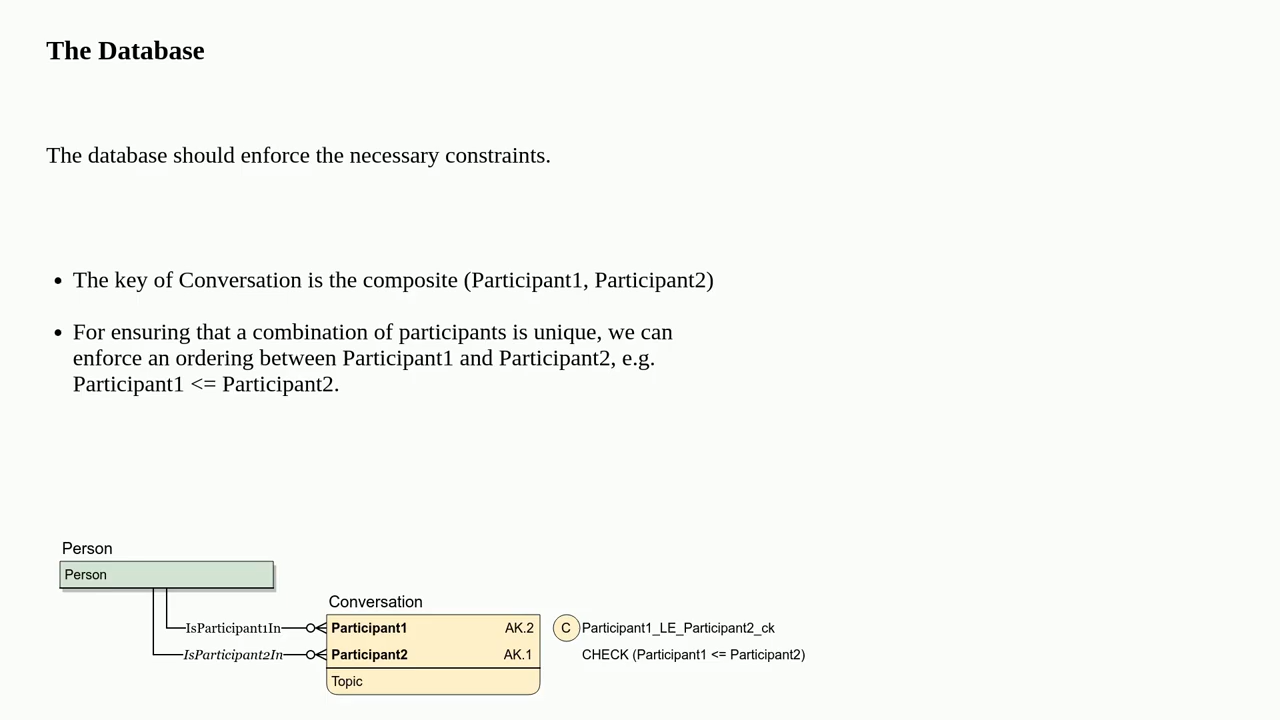 The Database
The database should enforce the necessary constraints.
• The key of Conversation is the composite (Participant1, Participant2)
• For ensuring that a combination of participants is unique, we can
enforce an ordering between Participant1 and Participant2, e.g.
Participant1 <= Participant2.
Person
Person
Conversation
IsParticipant1In
Participant1 AK.2
C Participant1_LE_Participant2_ck
IsParticipant2In
Participant2 AK.1
CHECK (Participant1 <= Participant2)
Topic